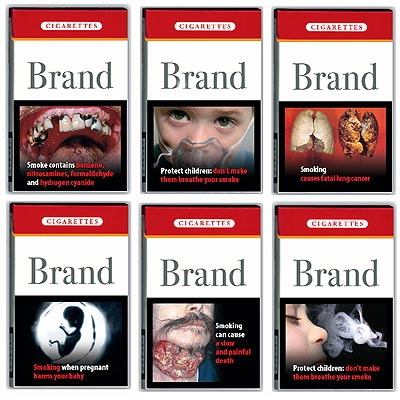 CIGARETTES
Brand
Smoke contains benzene,
nitrosamines, formaldehyde
and hydrogen cyanide
CIGARETTES
Brand
Protect children: don't make
them breathe your smoke
CIGARETTES
Brand
Smoking
causes fatal lung cancer
CIGARETTES
Brand
Smoking when pregnant
harms your baby
CIGARETTES
Brand
Smoking
can cause
a slow
and painful
death
CIGARETTES
Brand
Protect children: don't make
them breathe your smoke